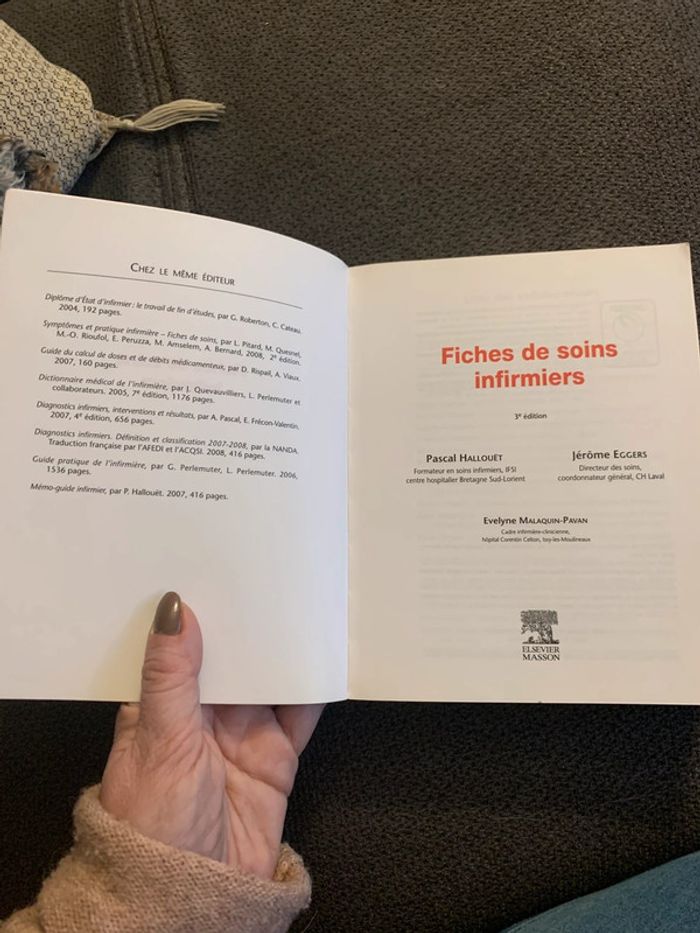 CHEZ LE MÊME ÉDITEUR
Diplôme d'État d'infirmier : le travail de fin d'études, par G. Roberton, C. Cateau.
2004, 192 pages.
Symptômes et pratique infirmière – Fiches de soins, par L. Pitard, M. Quesnel,
M.-O. Rioufol, E. Peruzza, M. Amselem, A. Bernard, 2008, 2e édition.
Guide du calcul de doses et de débits médicamenteux, par D. Rispail, A. Viaux.
2007, 160 pages.
Dictionnaire médical de l'infirmière, par J. Quevauvilliers, L. Perlemuter et
collaborateurs. 2005, 7e édition, 1176 pages.
Diagnostics infirmiers, interventions et résultats, par A. Pascal, E. Frécon-Valentin.
2007, 4e édition, 656 pages.
Diagnostics infirmiers. Définition et classification 2007-2008, par la NANDA.
Traduction française par l'AFEDI et l'ACQSI. 2008, 416 pages.
Guide pratique de l'infirmière, par G. Perlemuter, L. Perlemuter. 2006,
1536 pages.
Mémo-guide infirmier, par P. Hallouët. 2007, 416 pages.
Fiches de soins
infirmiers
3e édition
Pascal HALLOUËT
Formateur en soins infirmiers, IFSI
centre hospitalier Bretagne Sud-Lorient
Jérôme EGGERS
Directeur des soins,
coordonnateur général, CH Laval
Evelyne MALAQUIN-PAVAN
Cadre infirmière-clinicienne,
hôpital Corentin Celton, Issy-les-Moulineaux
ELSEVIER
MASSON